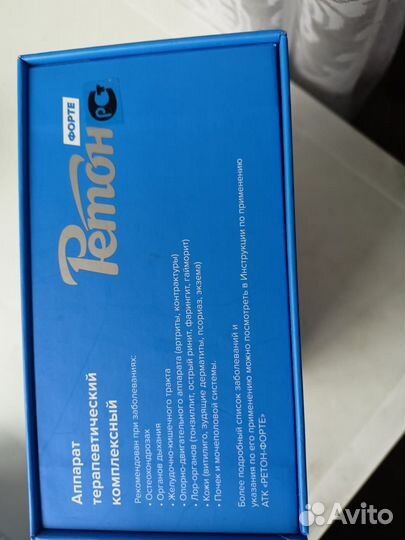 Аппарат
терапевтический
комплексный
Ретон
ФОРТЕ
РСТ
Рекомендован при заболеваниях:
• Остеохондрозах
• Органов дыхания
• Желудочно-кишечного тракта
• Опорно-двигательного аппарата (артриты, контрактуры)
• Лор-органов (тонзиллит, острый ринит, фарингит, гайморит)
• Кожи (витилиго, зудящие дерматиты, псориаз, экзема)
• Почек и мочеполовой системы.
Более подробный список заболеваний и
указания по его применению можно посмотреть в Инструкции по применению
АТК «РЕТОН-ФОРТЕ»
Avito